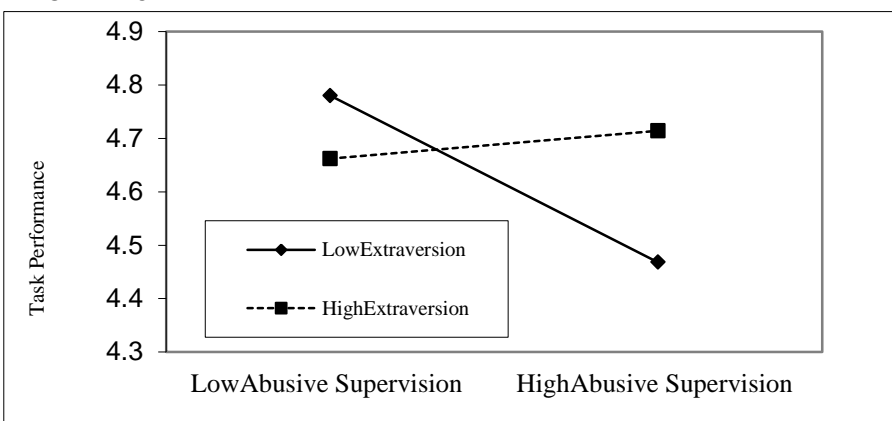 4.9
4.8
4.7
4.6
4.5
4.4
4.3
Task Performance
LowExtraversion
HighExtraversion
LowAbusive Supervision HighAbusive Supervision